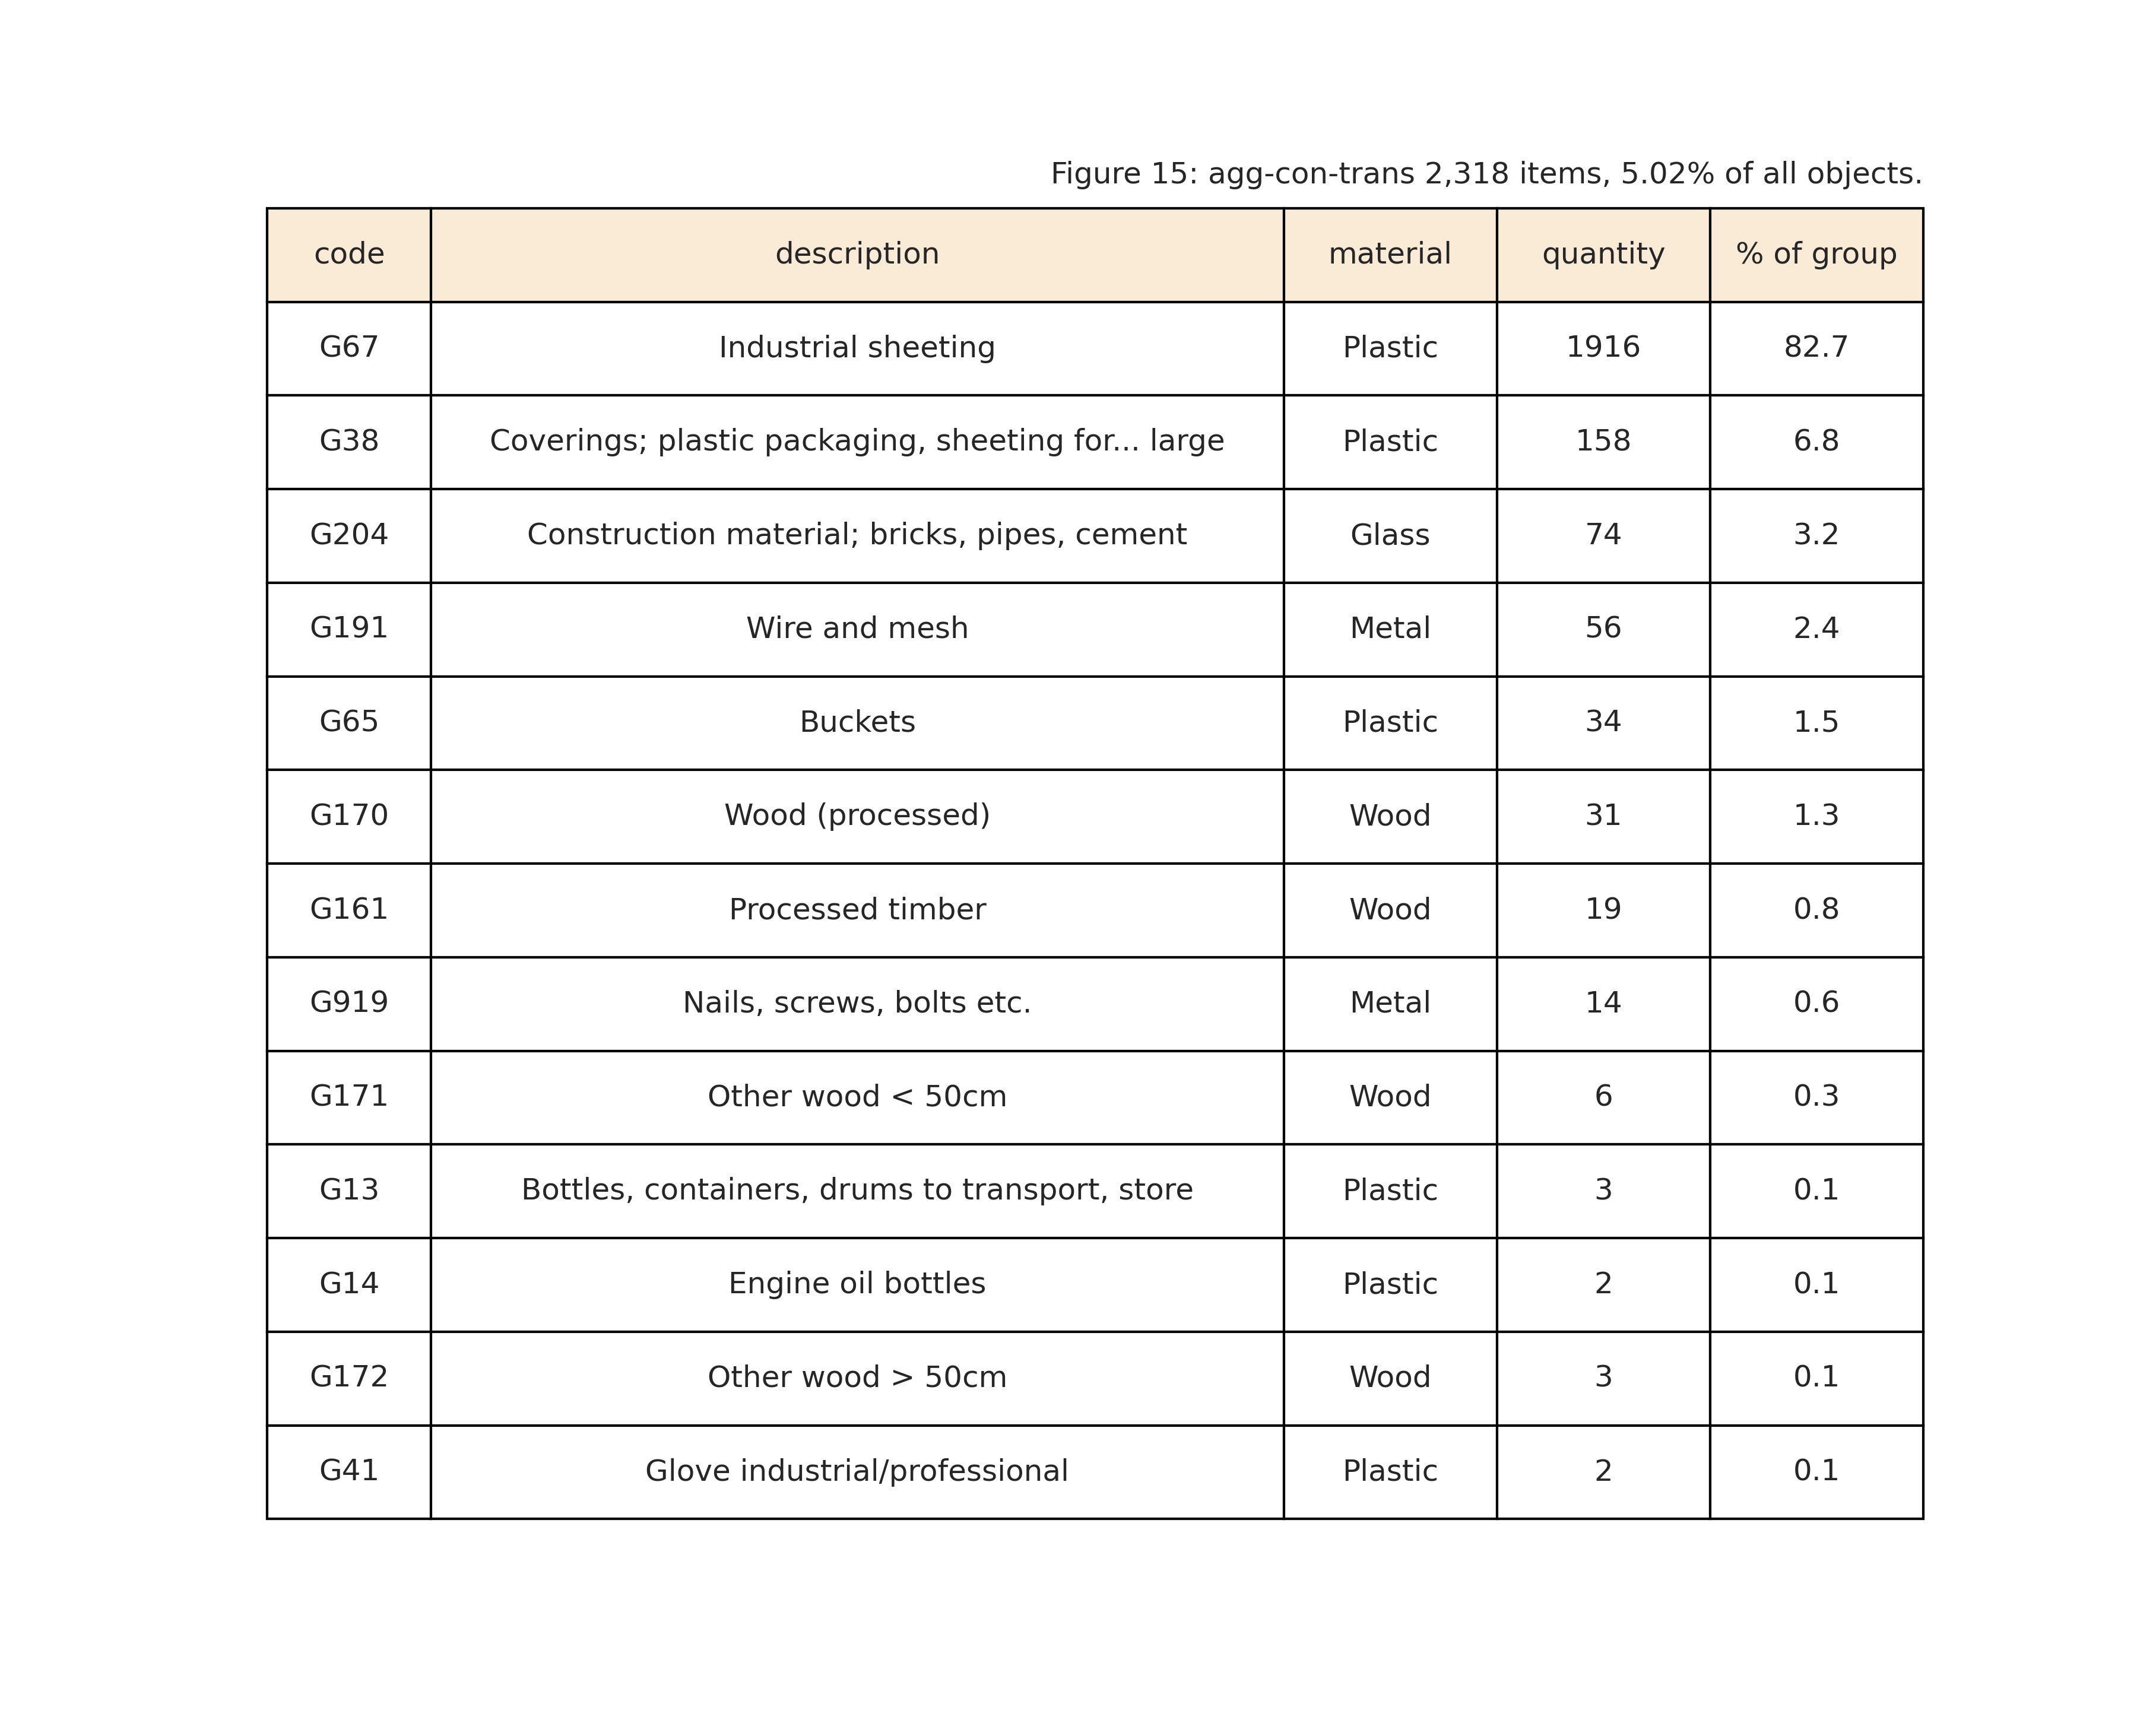 Figure 15: agg-con-trans 2,318 items, 5.02% of all objects.
code description material quantity % of group
G67 Industrial sheeting Plastic 1916 82.7
G38 Coverings; plastic packaging, sheeting for... large Plastic 158 6.8
G204 Construction material; bricks, pipes, cement Glass 74 3.2
G191 Wire and mesh Metal 56 2.4
G65 Buckets Plastic 34 1.5
G170 Wood (processed) Wood 31 1.3
G161 Processed timber Wood 19 0.8
G919 Nails, screws, bolts etc. Metal 14 0.6
G171 Other wood < 50cm Wood 6 0.3
G13 Bottles, containers, drums to transport, store Plastic 3 0.1
G14 Engine oil bottles Plastic 2 0.1
G172 Other wood > 50cm Wood 3 0.1
G41 Glove industrial/professional Plastic 2 0.1